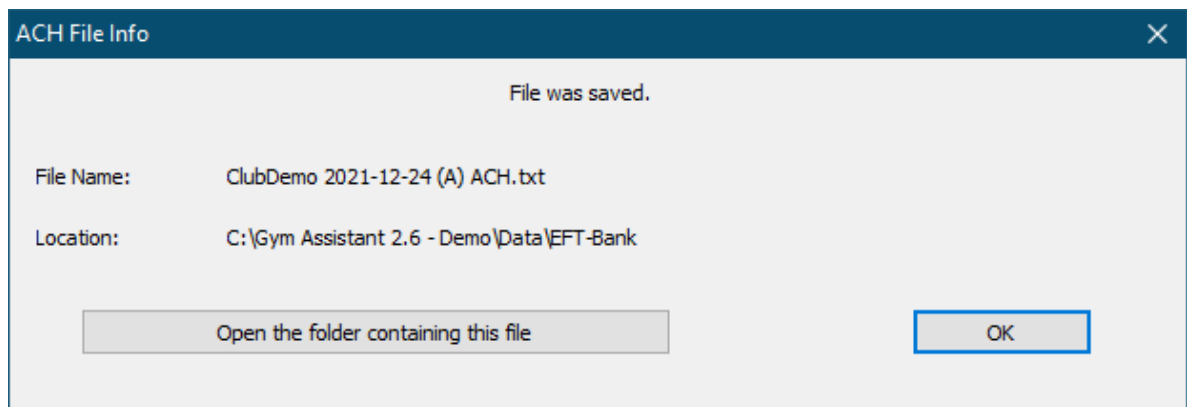 ACH File Info
File was saved.
File Name: ClubDemo 2021-12-24 (A) ACH.txt
Location: C:\Gym Assistant 2.6 - Demo\Data\EFT-Bank
Open the folder containing this file OK